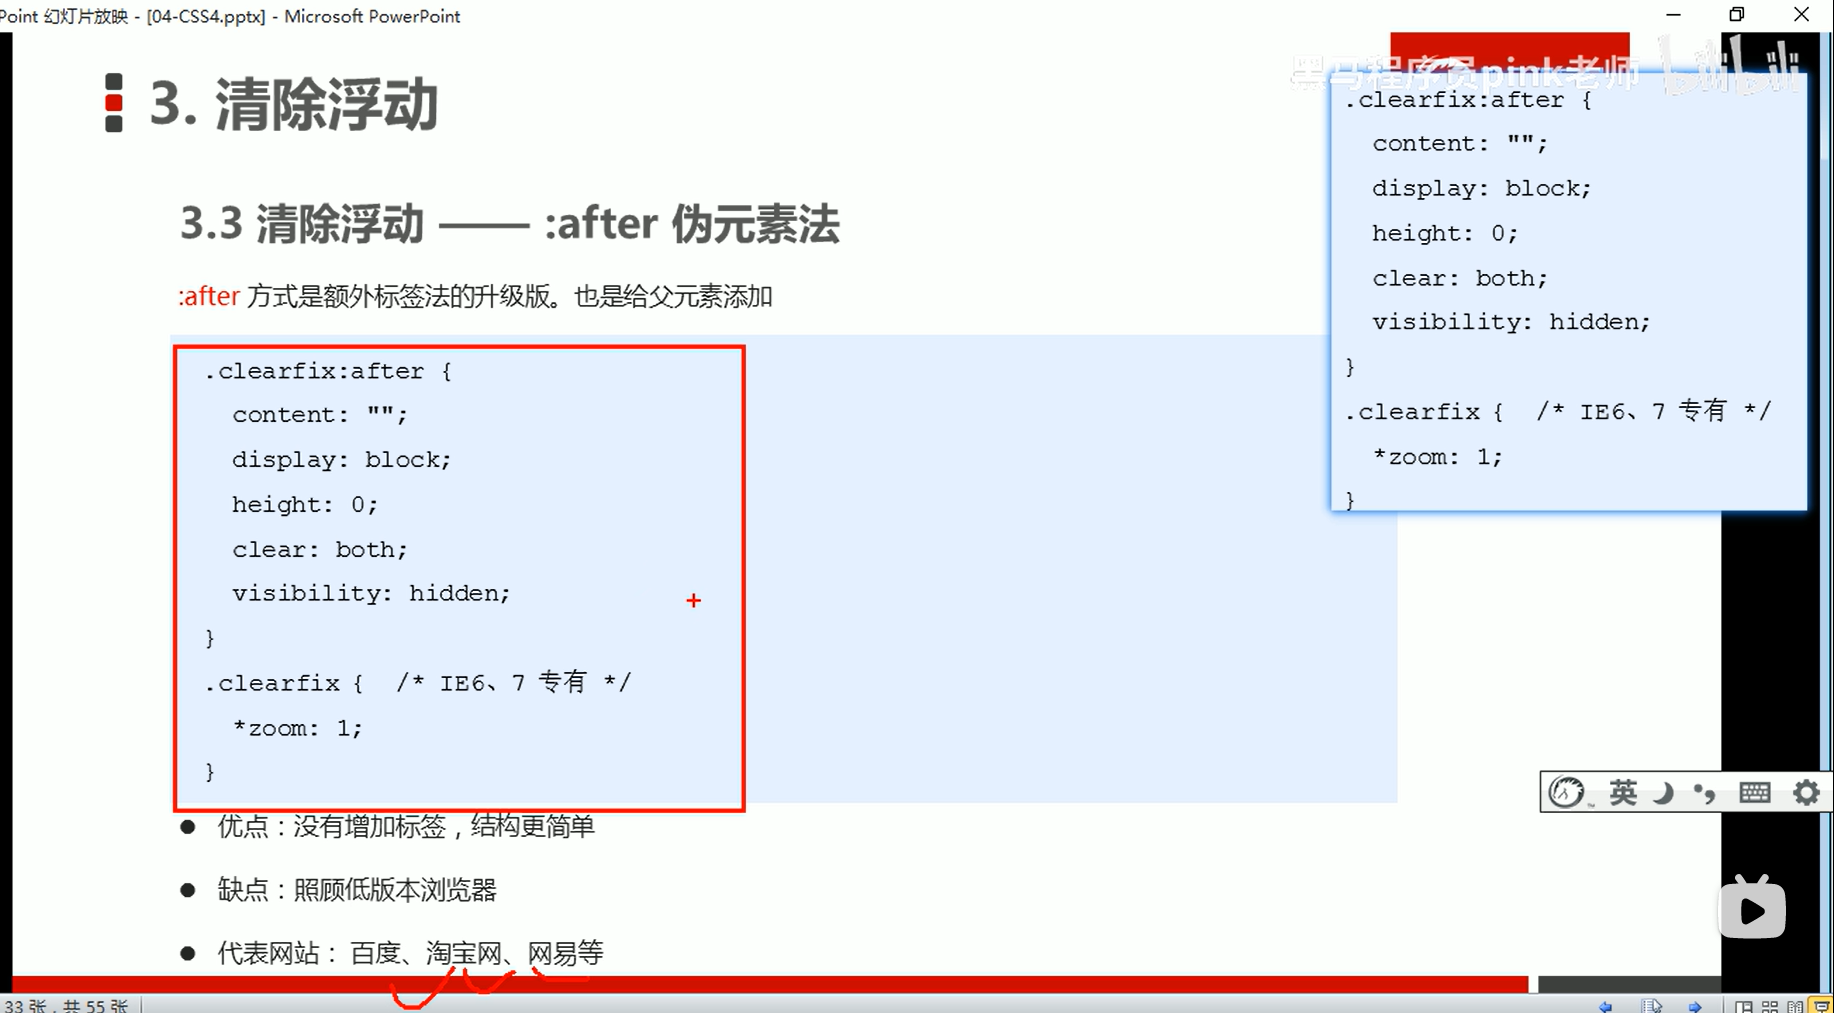 Point 幻灯片放映 - [04-CSS4.pptx] - Microsoft PowerPoint
黑马程序员pink老师 bilibili
3. 清除浮动
3.3 清除浮动 —— :after 伪元素法
:after 方式是额外标签法的升级版。也是给父元素添加
.clearfix:after {
content: "";
display: block;
height: 0;
clear: both;
visibility: hidden;
}
.clearfix { /* IE6、7 专有 */
*zoom: 1;
}
优点：没有增加标签，结构更简单
缺点：照顾低版本浏览器
代表网站： 百度、淘宝网、网易等
.clearfix:after {
content: "";
display: block;
height: 0;
clear: both;
visibility: hidden;
}
.clearfix { /* IE6、7 专有 */
*zoom: 1;
}
英
33 张，共 55 张